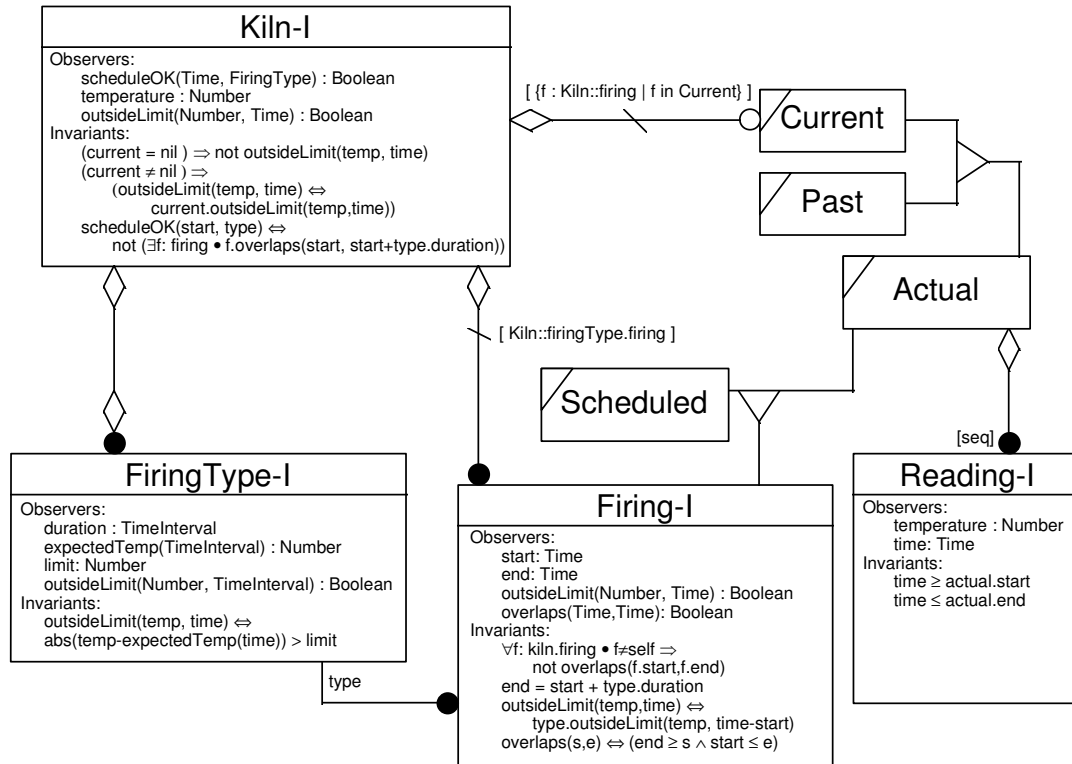 Kiln-I
Observers:
scheduleOK(Time, FiringType) : Boolean
temperature : Number
outsideLimit(Number, Time) : Boolean
Invariants:
(current = nil ) ⇒ not outsideLimit(temp, time)
(current ≠ nil ) ⇒
(outsideLimit(temp, time) ⇔
current.outsideLimit(temp,time))
scheduleOK(start, type) ⇔
not (∃f: firing • f.overlaps(start, start+type.duration))
[ {f : Kiln::firing | f in Current} ]
Current
Past
Actual
[ Kiln::firingType.firing ]
Scheduled
[seq]
FiringType-I
Observers:
duration : TimeInterval
expectedTemp(TimeInterval) : Number
limit: Number
outsideLimit(Number, TimeInterval) : Boolean
Invariants:
outsideLimit(temp, time) ⇔
abs(temp-expectedTemp(time)) > limit
type
Firing-I
Observers:
start: Time
end: Time
outsideLimit(Number, Time) : Boolean
overlaps(Time,Time): Boolean
Invariants:
∀f: kiln.firing • f≠self ⇒
not overlaps(f.start,f.end)
end = start + type.duration
outsideLimit(temp,time) ⇔
type.outsideLimit(temp, time-start)
overlaps(s,e) ⇔ (end ≥ s ∧ start ≤ e)
Reading-I
Observers:
temperature : Number
time: Time
Invariants:
time ≥ actual.start
time ≤ actual.end